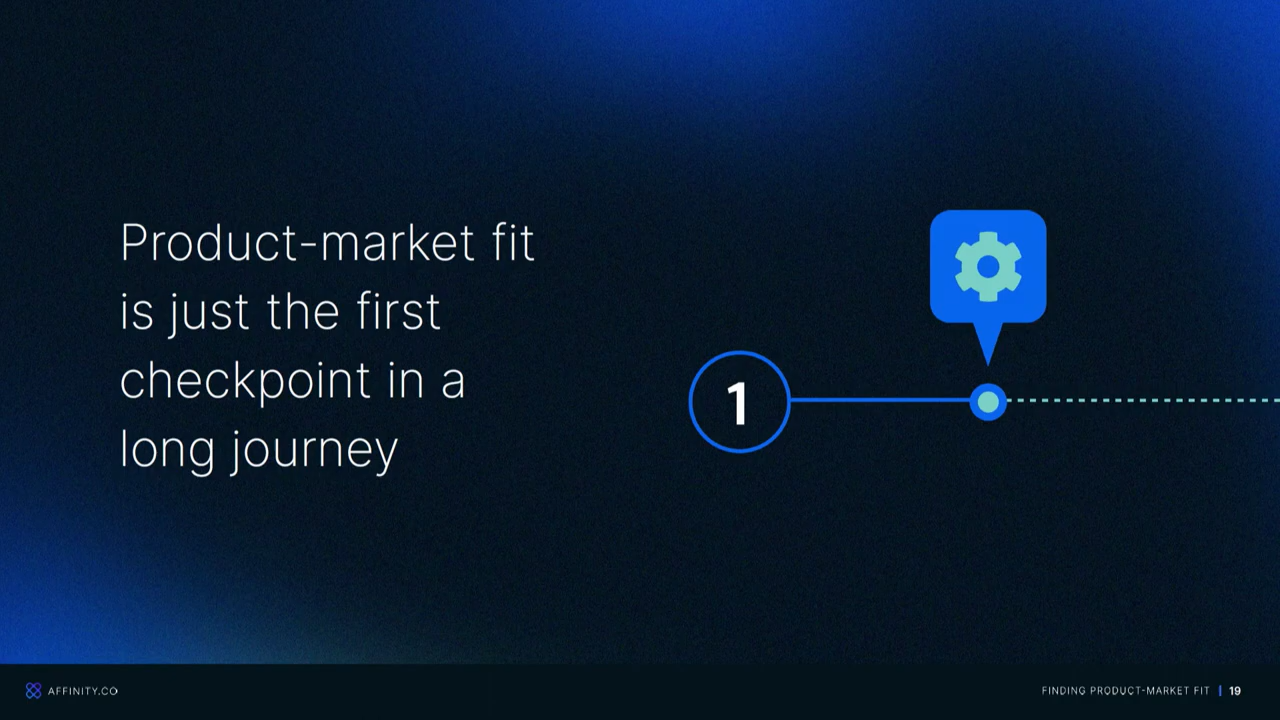 Product-market fit
is just the first
checkpoint in a
long journey
1
AFFINITY.CO
FINDING PRODUCT-MARKET FIT | 19